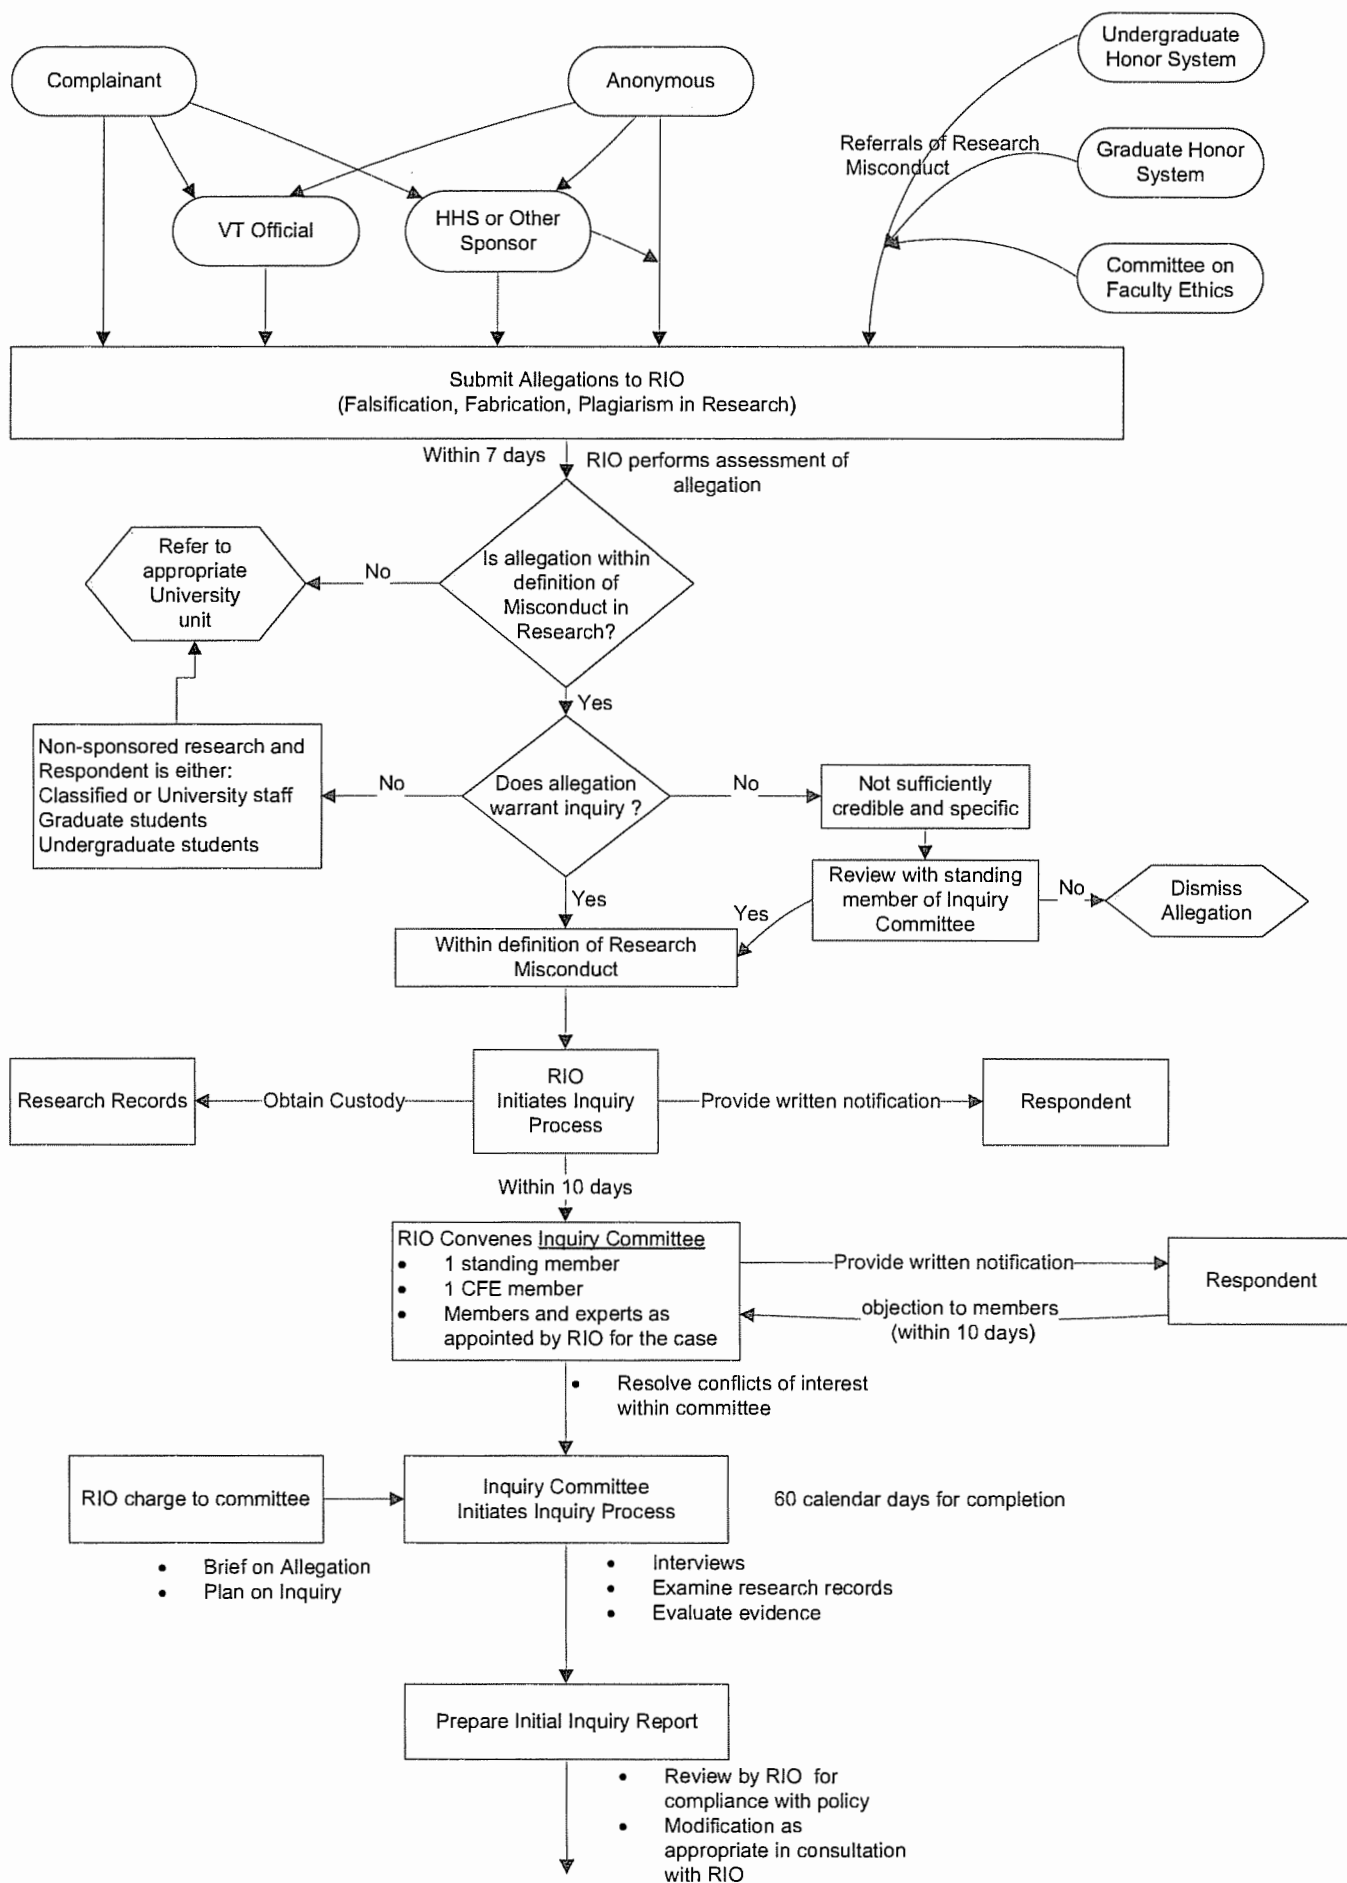 Undergraduate
Honor System
Complainant
Anonymous
Referrals of Research
Misconduct
Graduate Honor
System
VT Official
HHS or Other
Sponsor
Committee on
Faculty Ethics
Submit Allegations to RIO
(Falsification, Fabrication, Plagiarism in Research)
Within 7 days
RIO performs assessment of
allegation
Refer to
appropriate
University
unit
No
Is allegation within
definition of
Misconduct in
Research?
Yes
Non-sponsored research and
Respondent is either:
Classified or University staff
Graduate students
Undergraduate students
No
Does allegation
warrant inquiry ?
No
Not sufficiently
credible and specific
Yes
Yes
Review with standing
member of Inquiry
Committee
No
Dismiss
Allegation
Within definition of Research
Misconduct
Research Records
Obtain Custody
RIO
Initiates Inquiry
Process
Provide written notification
Respondent
Within 10 days
RIO Convenes Inquiry Committee
• 1 standing member
• 1 CFE member
• Members and experts as
appointed by RIO for the case
Provide written notification
objection to members
(within 10 days)
Respondent
• Resolve conflicts of interest
within committee
RIO charge to committee
Inquiry Committee
Initiates Inquiry Process
60 calendar days for completion
• Brief on Allegation
• Plan on Inquiry
• Interviews
• Examine research records
• Evaluate evidence
Prepare Initial Inquiry Report
• Review by RIO for
compliance with policy
• Modification as
appropriate in consultation
with RIO